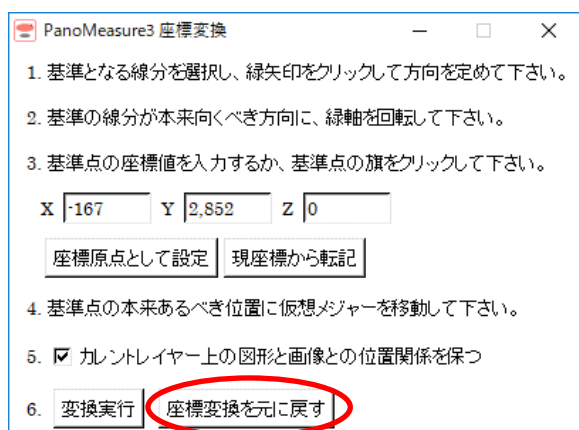 PanoMeasure3 座標変換
1. 基準となる線分を選択し、緑矢印をクリックして方向を定めて下さい。
2. 基準の線分が本来向くべき方向に、緑軸を回転して下さい。
3. 基準点の座標値を入力するか、基準点の旗をクリックして下さい。
X -167 Y 2,852 Z 0
座標原点として設定 現座標から転記
4. 基準点の本来あるべき位置に仮想メジャーを移動して下さい。
5. カレントレイヤー上の図形と画像との位置関係を保つ
6. 変換実行 座標変換を元に戻す